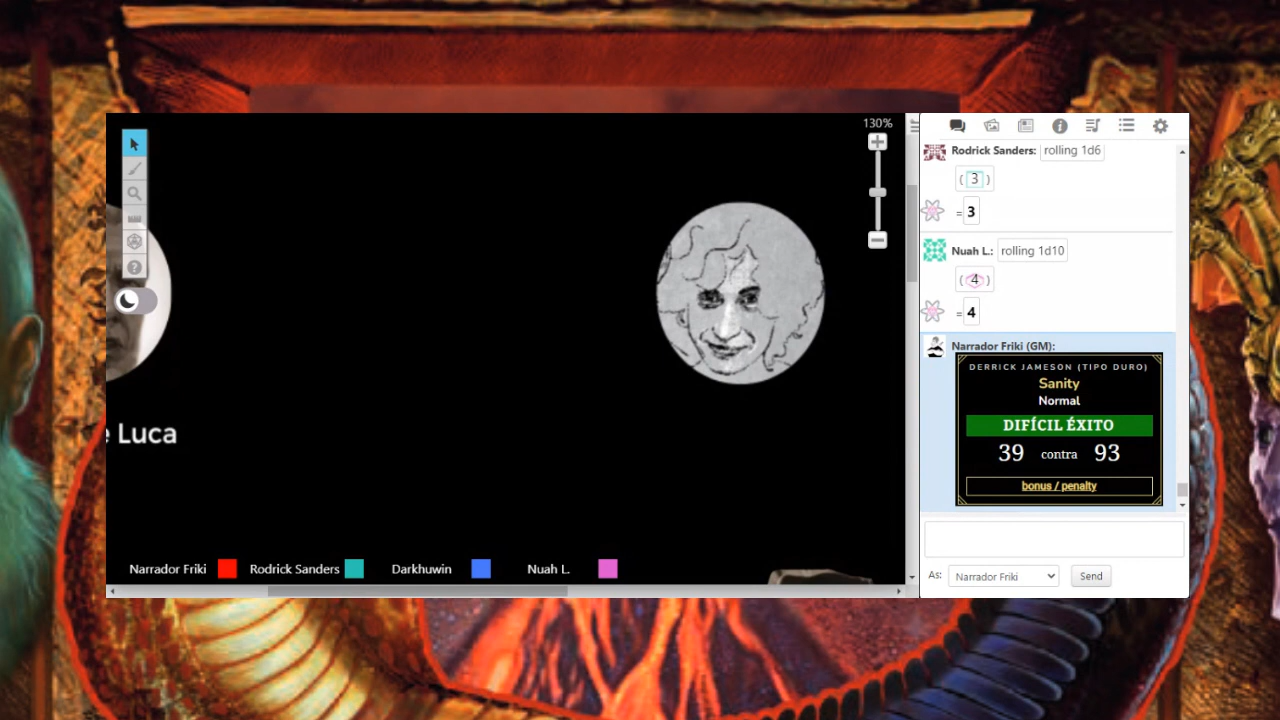 130%
e Luca
Narrador Friki
Rodrick Sanders
Darkhuwin
Nuah L.
Rodrick Sanders: rolling 1d6
( 3 )
= 3
Nuah L.: rolling 1d10
( 4 )
= 4
Narrador Friki (GM):
DERRICK JAMESON (TIPO DURO)
Sanity
Normal
DIFÍCIL ÉXITO
39 contra 93
bonus / penalty
As: Narrador Friki Send